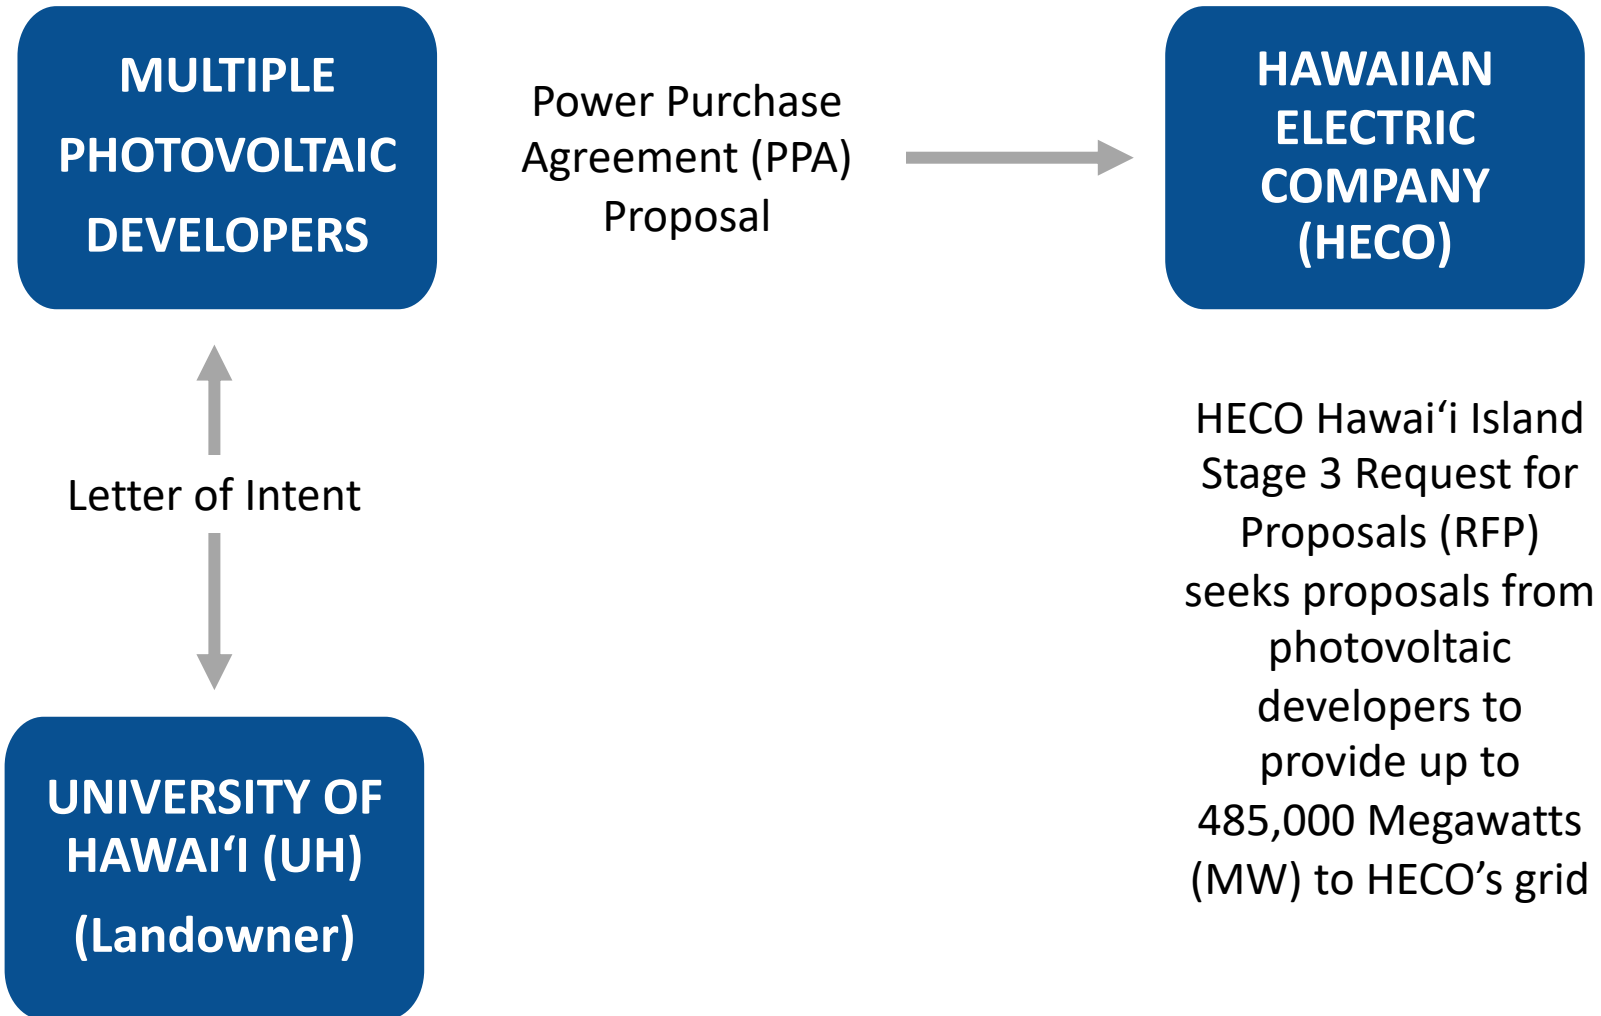 MULTIPLE
PHOTOVOLTAIC
DEVELOPERS
Power Purchase
Agreement (PPA)
Proposal
HAWAIIAN
ELECTRIC
COMPANY
(HECO)
Letter of Intent
HECO Hawai‘i Island
Stage 3 Request for
Proposals (RFP)
seeks proposals from
photovoltaic
developers to
provide up to
485,000 Megawatts
(MW) to HECO’s grid
UNIVERSITY OF
HAWAI‘I (UH)
(Landowner)